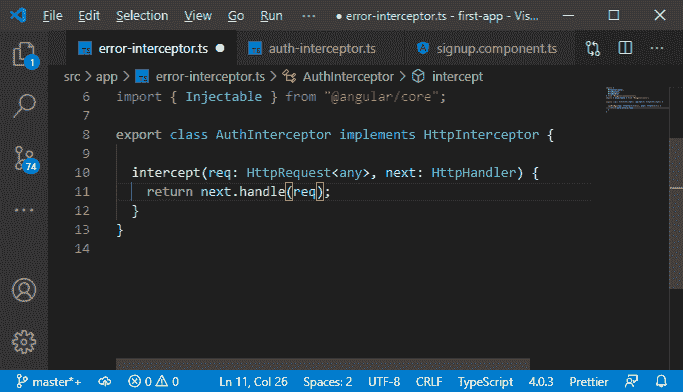 File Edit Selection View Go Run ··· ● error-interceptor.ts - first-app - Vis...
error-interceptor.ts ● auth-interceptor.ts signup.component.ts ···
src > app > error-interceptor.ts > AuthInterceptor > intercept
6 import { Injectable } from "@angular/core";
7
8 export class AuthInterceptor implements HttpInterceptor {
9
10 intercept(req: HttpRequest<any>, next: HttpHandler) {
11 return next.handle(req);
12 }
13 }
14
1
74
master*+ 0 0 Ln 11, Col 26 Spaces: 2 UTF-8 CRLF TypeScript 4.0.3 Prettier